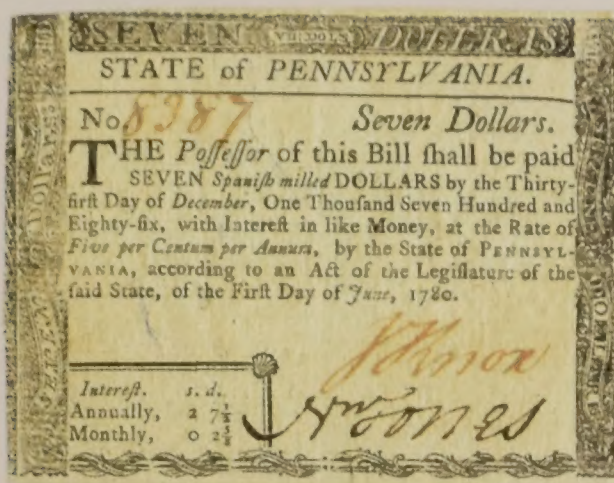 SEVEN DOLLRAS
STATE of PENNSYLVANIA.
No. 8387 Seven Dollars.
THE Poſſeſſor of this Bill ſhall be paid
SEVEN Spaniſh milled DOLLARS by the Thirty-
firſt Day of December, One Thouſand Seven Hundred and
Eighty-ſix, with Intereſt in like Money, at the Rate of
Five per Centum per Annum, by the State of PENNSYL-
VANIA, according to an Act of the Legiſlature of the
ſaid State, of the Firſt Day of June, 1780.
Knox
Intereſt. s. d.
Annually, 2 7½
Monthly, 0 2⅝
Jones